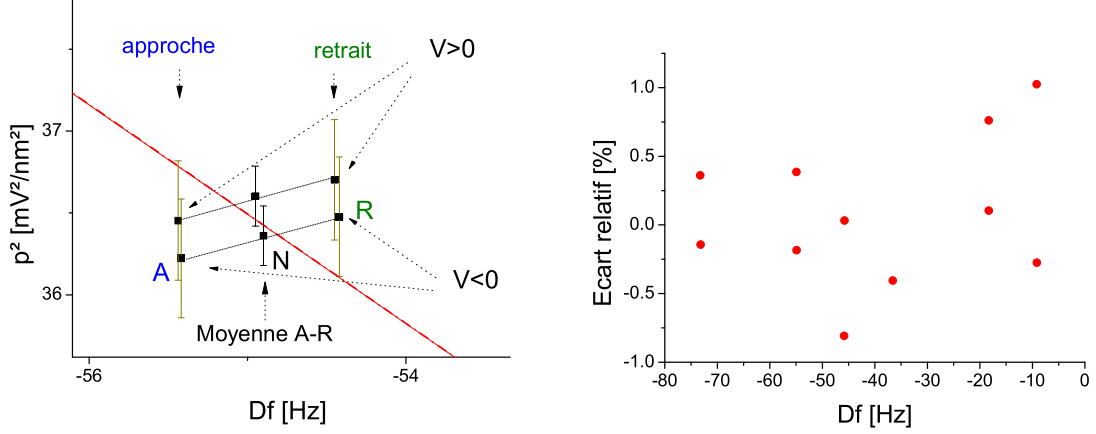 approche
retrait
V>0
37
36
p² [mV²/nm²]
A
R
N
V<0
Moyenne A-R
-56
-54
Df [Hz]
1.0
0.5
0.0
-0.5
-1.0
Ecart relatif [%]
-80
-70
-60
-50
-40
-30
-20
-10
0
Df [Hz]